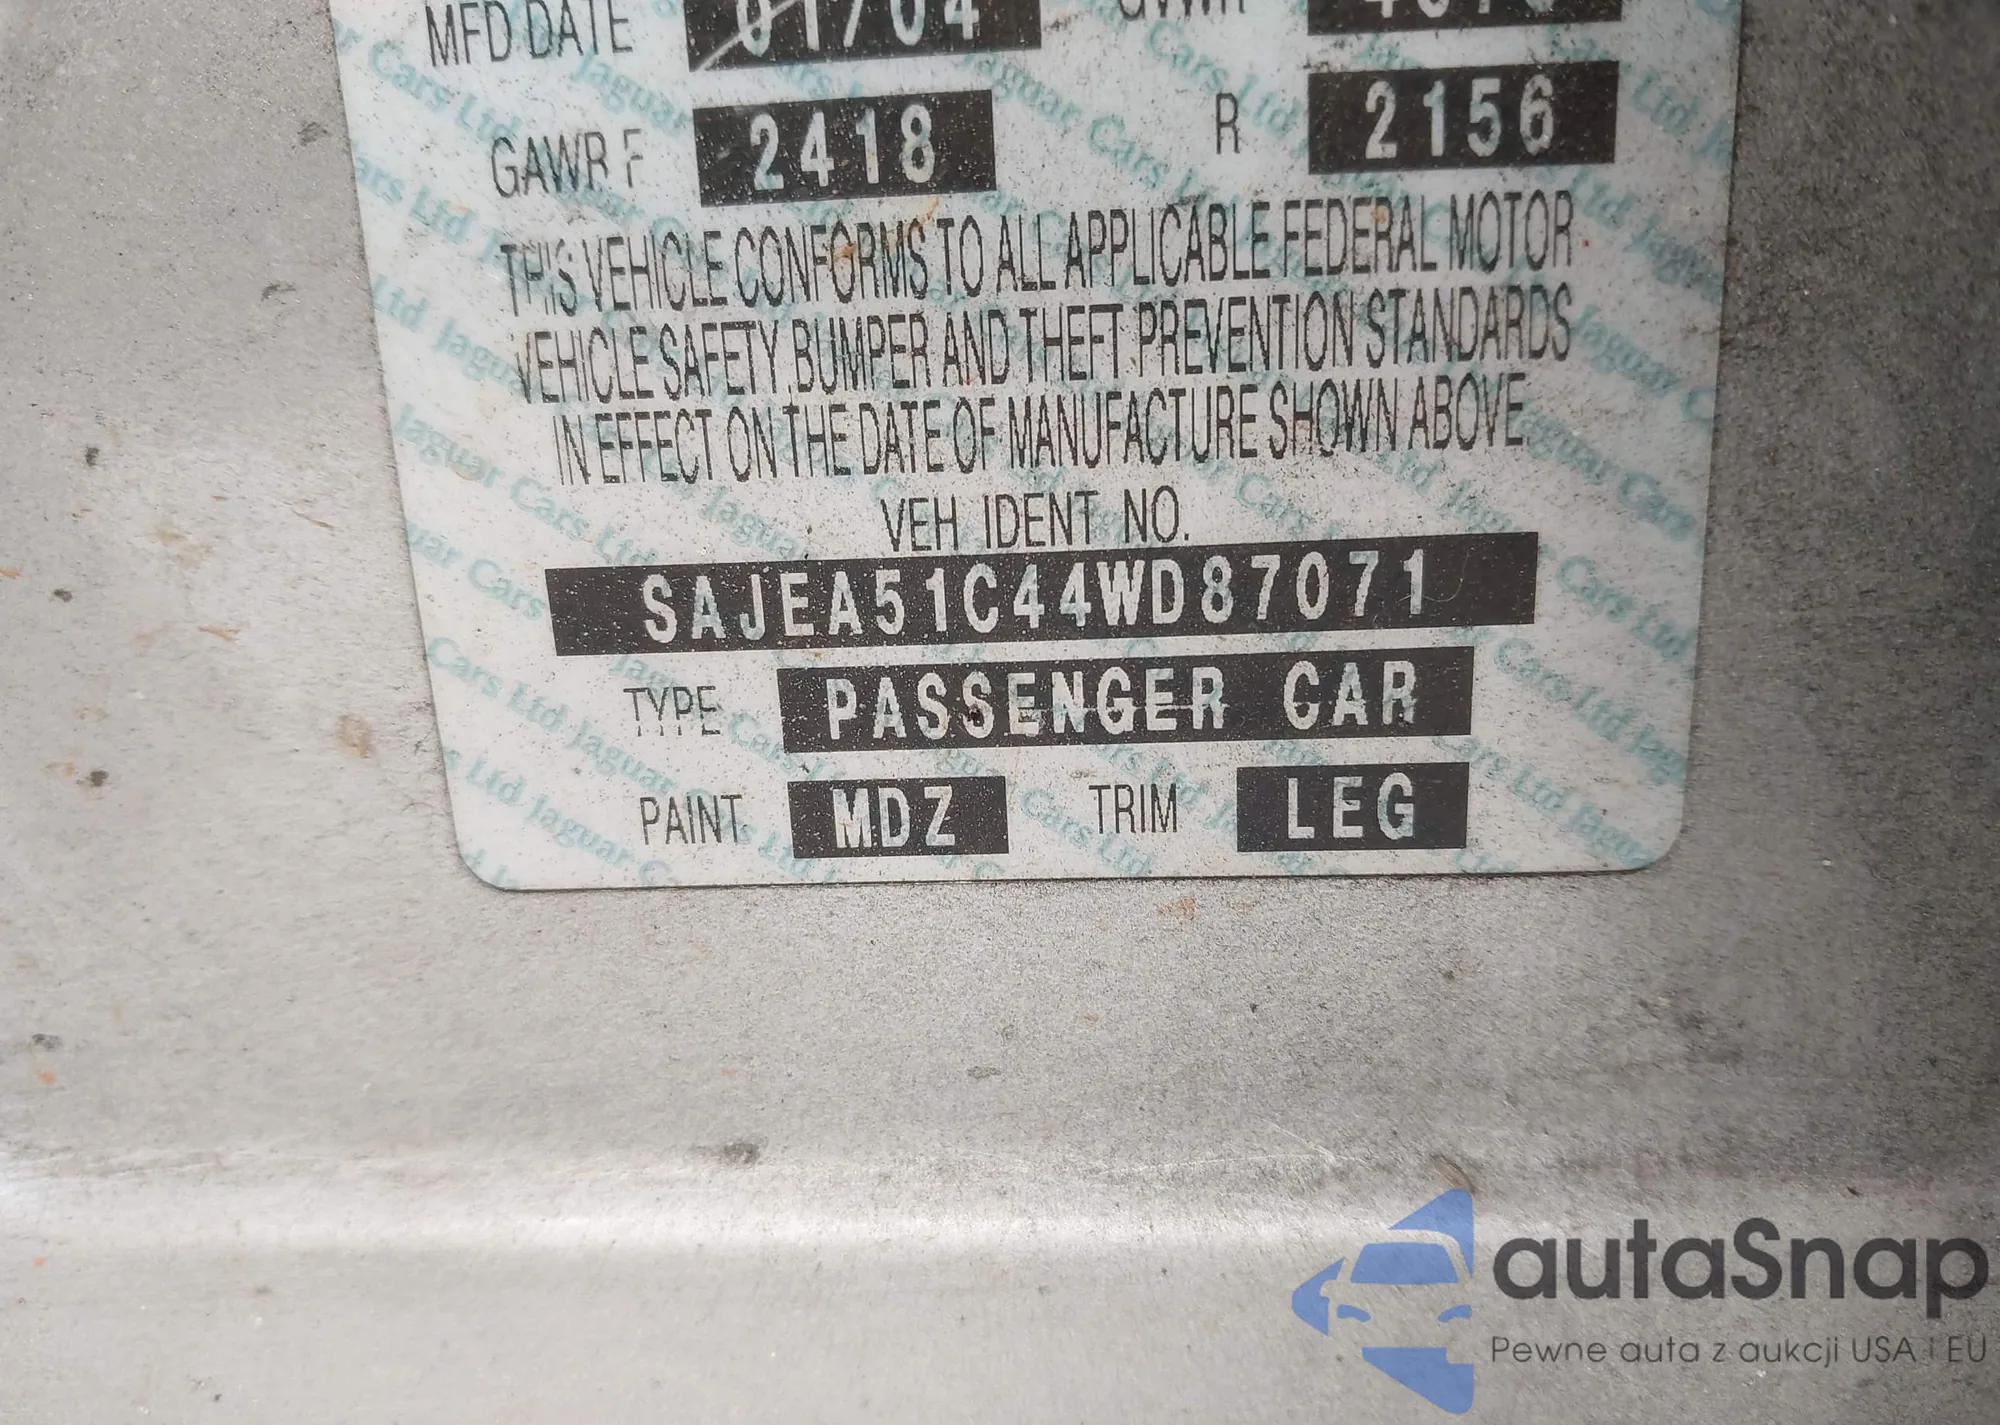 MFD DATE 01/04
GAWR F 2418 R 2156
THIS VEHICLE CONFORMS TO ALL APPLICABLE FEDERAL MOTOR
VEHICLE SAFETY, BUMPER AND THEFT PREVENTION STANDARDS
IN EFFECT ON THE DATE OF MANUFACTURE SHOWN ABOVE.
VEH IDENT NO.
SAJEA51C44WD87071
TYPE PASSENGER CAR
PAINT MDZ TRIM LEG
autaSnap
Pewne auta z aukcji USA i EU